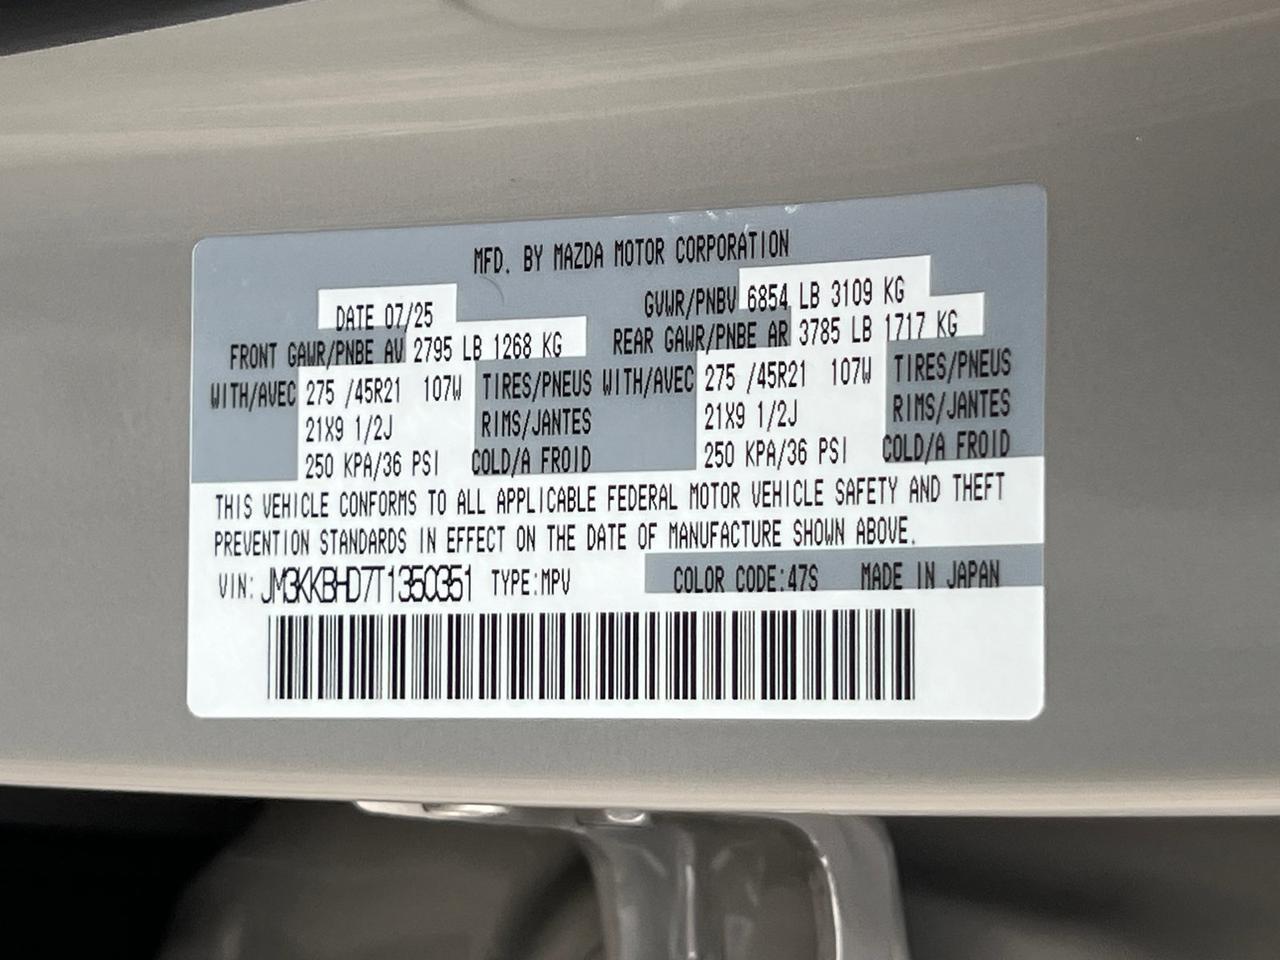 MFD. BY MAZDA MOTOR CORPORATION
DATE 07/25 GVWR/PNBV 6854 LB 3109 KG
FRONT GAWR/PNBE AV 2795 LB 1268 KG REAR GAWR/PNBE AR 3785 LB 1717 KG
WITH/AVEC 275 /45R21 107W TIRES/PNEUS WITH/AVEC 275 /45R21 107W TIRES/PNEUS
21X9 1/2J RIMS/JANTES 21X9 1/2J RIMS/JANTES
250 KPA/36 PSI COLD/A FROID 250 KPA/36 PSI COLD/A FROID
THIS VEHICLE CONFORMS TO ALL APPLICABLE FEDERAL MOTOR VEHICLE SAFETY AND THEFT
PREVENTION STANDARDS IN EFFECT ON THE DATE OF MANUFACTURE SHOWN ABOVE.
VIN: JM3KKBHD7T1350351 TYPE:MPV COLOR CODE:47S MADE IN JAPAN